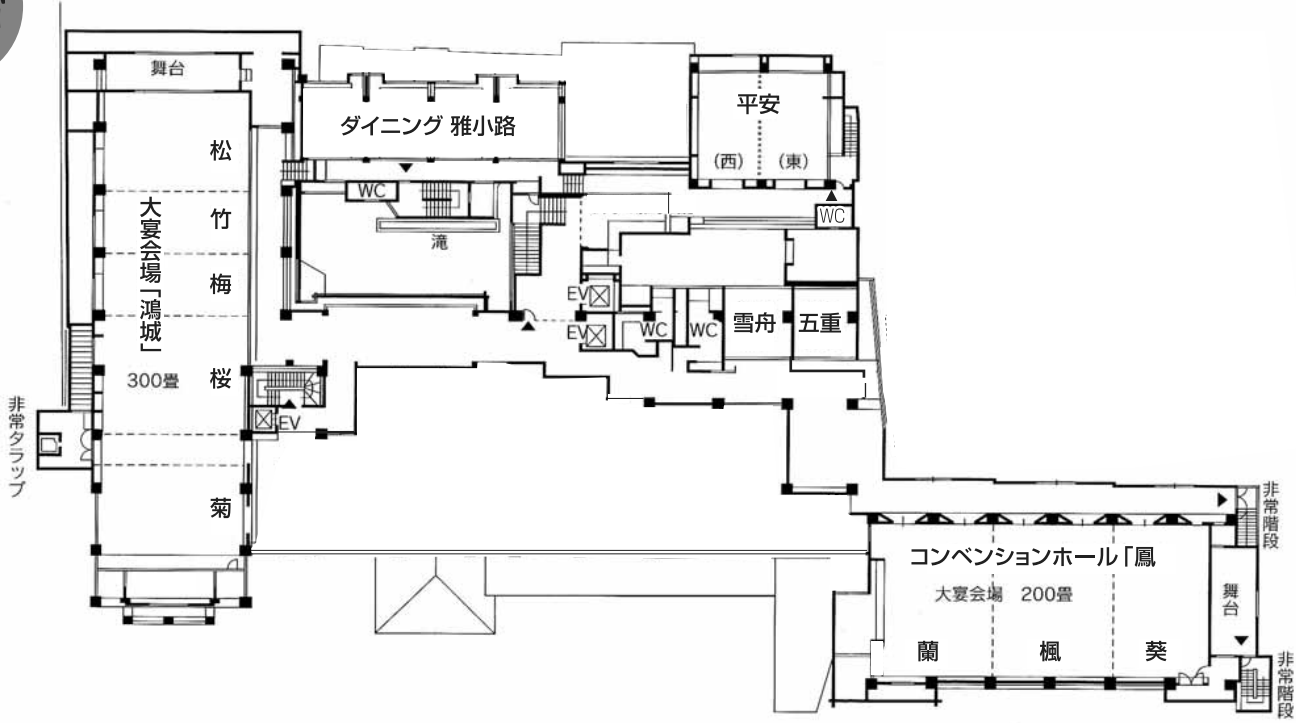 舞台
松
竹
梅
桜
菊
大宴会場「鴻城」
300畳
非常タラップ
EV
ダイニング 雅小路
WC
滝
平安
(西)
(東)
WC
EV
EV
WC
WC
雪舟
五重
コンベンションホール「鳳
大宴会場 200畳
蘭
楓
葵
舞台
非常階段
非常階段